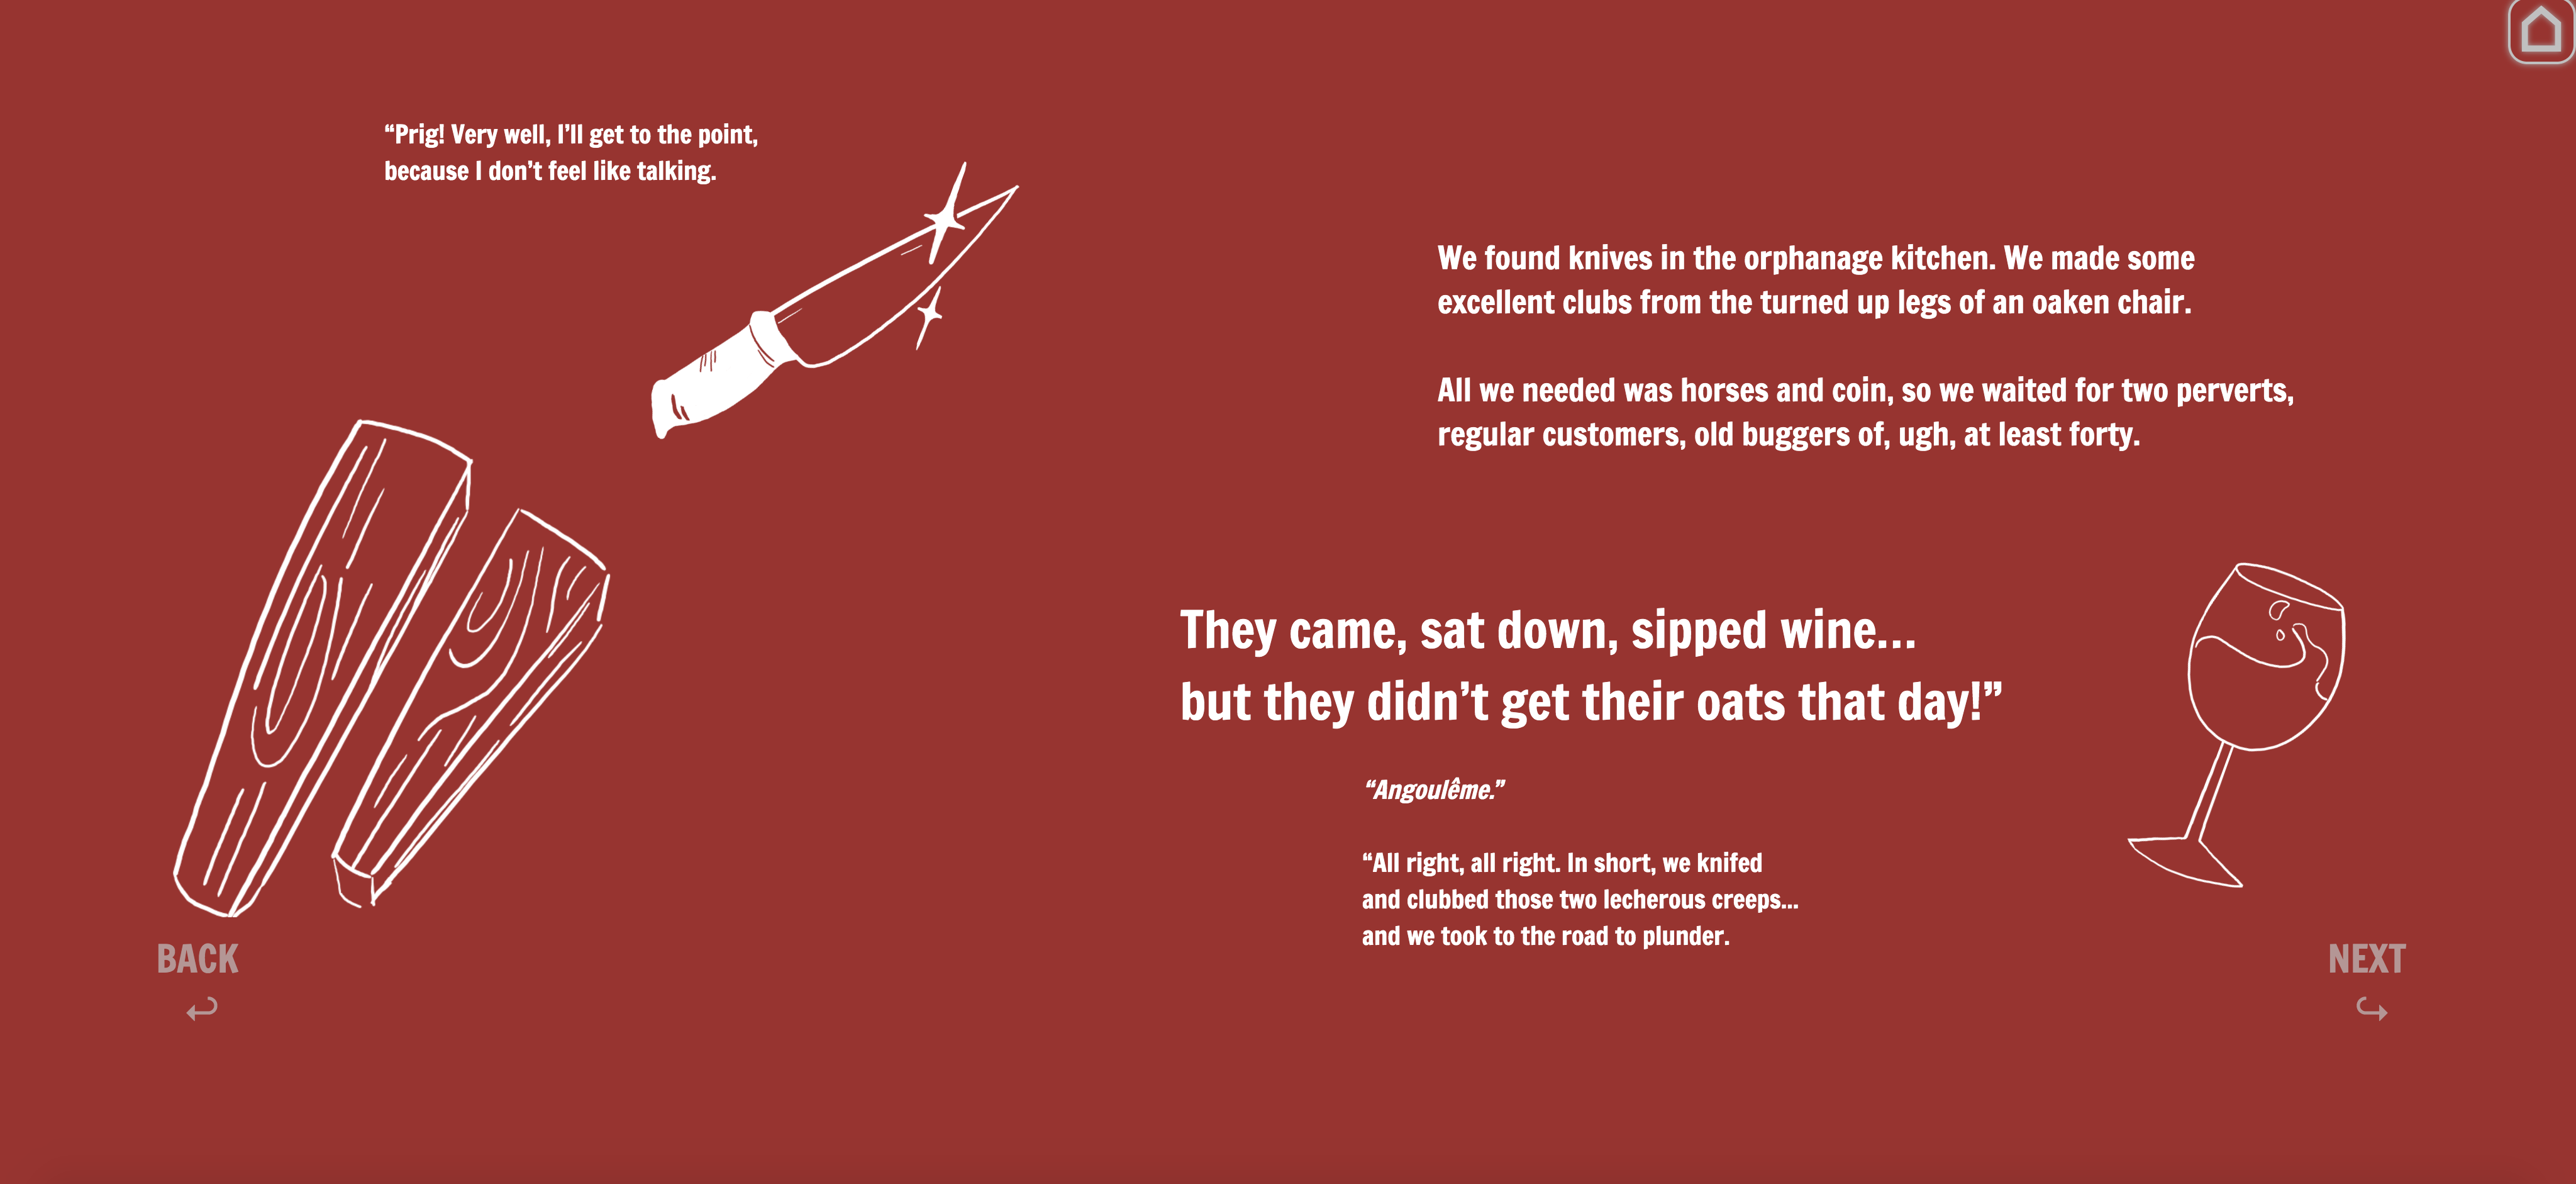 “Prig! Very well, I’ll get to the point,
because I don’t feel like talking.
We found knives in the orphanage kitchen. We made some
excellent clubs from the turned up legs of an oaken chair.
All we needed was horses and coin, so we waited for two perverts,
regular customers, old buggers of, ugh, at least forty.
They came, sat down, sipped wine...
but they didn’t get their oats that day!”
“Angoulême.”
“All right, all right. In short, we knifed
and clubbed those two lecherous creeps...
and we took to the road to plunder.
BACK
NEXT